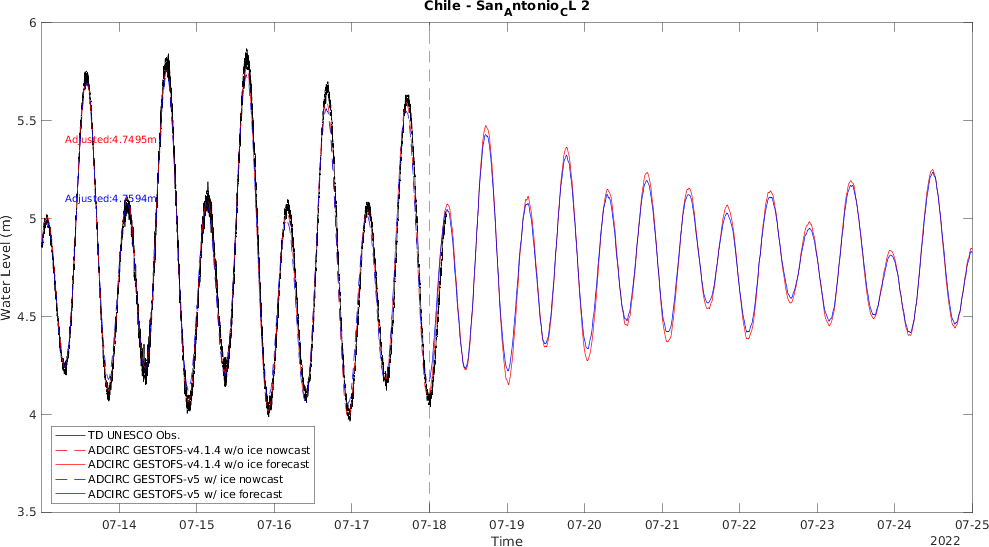 Chile - SanAntonioCL 2
6
5.5
5
4.5
4
3.5
Water Level (m)
Adjusted:4.7495m
Adjusted:4.7594m
TD UNESCO Obs.
ADCIRC GESTOFS-v4.1.4 w/o ice nowcast
ADCIRC GESTOFS-v4.1.4 w/o ice forecast
ADCIRC GESTOFS-v5 w/ ice nowcast
ADCIRC GESTOFS-v5 w/ ice forecast
07-14 07-15 07-16 07-17 07-18 07-19 07-20 07-21 07-22 07-23 07-24 07-25
Time
2022